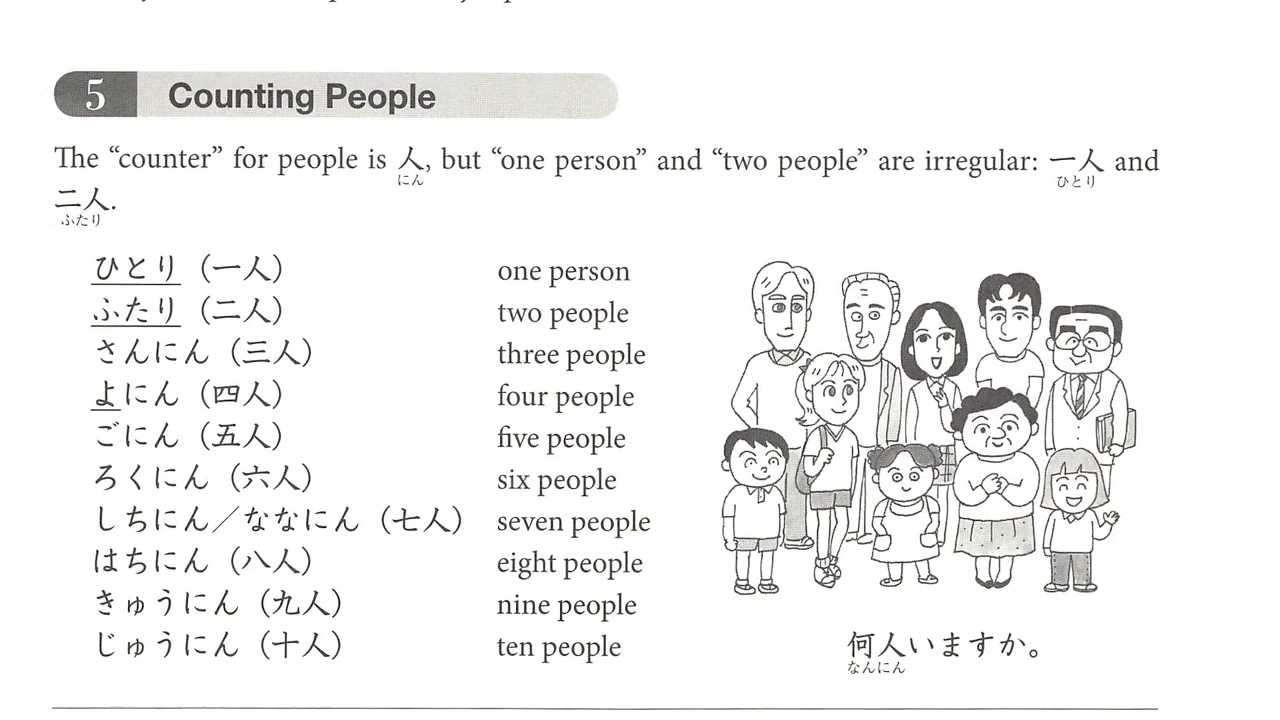 5 Counting People
The “counter” for people is 人, but “one person” and “two people” are irregular: 一人 and
にん ひとり
二人.
ふたり
ひとり（一人） one person
ふたり（二人） two people
さんにん（三人） three people
よにん（四人） four people
ごにん（五人） five people
ろくにん（六人） six people
しちにん／ななにん（七人） seven people
はちにん（八人） eight people
きゅうにん（九人） nine people
じゅうにん（十人） ten people
何人いますか。
なんにん